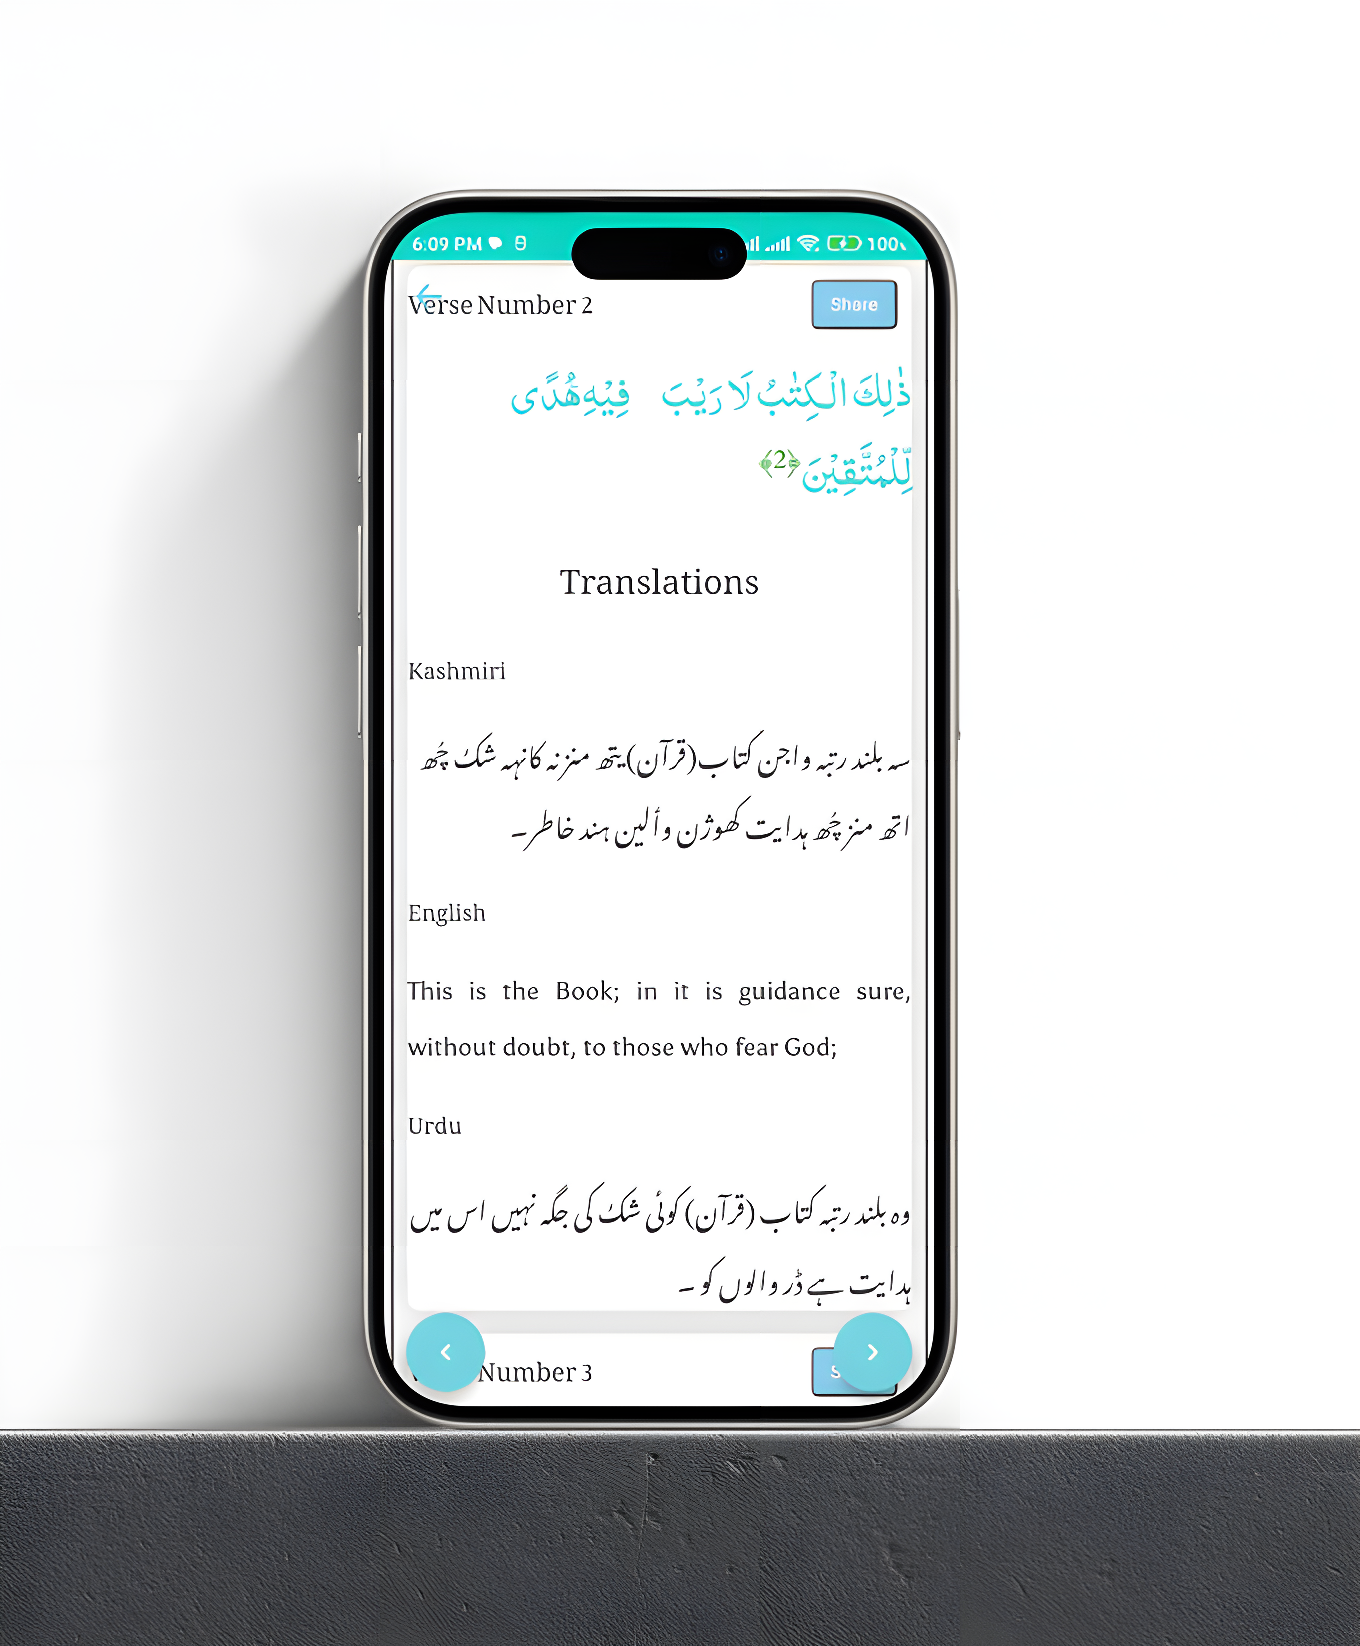 6:09 PM
100
Verse Number 2
Share
ذٰلِكَ الْكِتٰبُ لَا رَيْبَ فِيْهِ هُدًى
لِّلْمُتَّقِيْنَ ﴿2﴾
Translations
Kashmiri
سہ بلند رتبہ واجن کتاب(قرآن)یتھ منز نہ کانہہ شک چُھ
اتھ منز چُھ ہدایت کھوژن وألین ہند خاطر۔
English
This is the Book; in it is guidance sure,
without doubt, to those who fear God;
Urdu
وہ بلند رتبہ کتاب (قرآن) کوئی شک کی جگہ نہیں اس میں
ہدایت ہے ڈر والوں کو ۔
Number 3